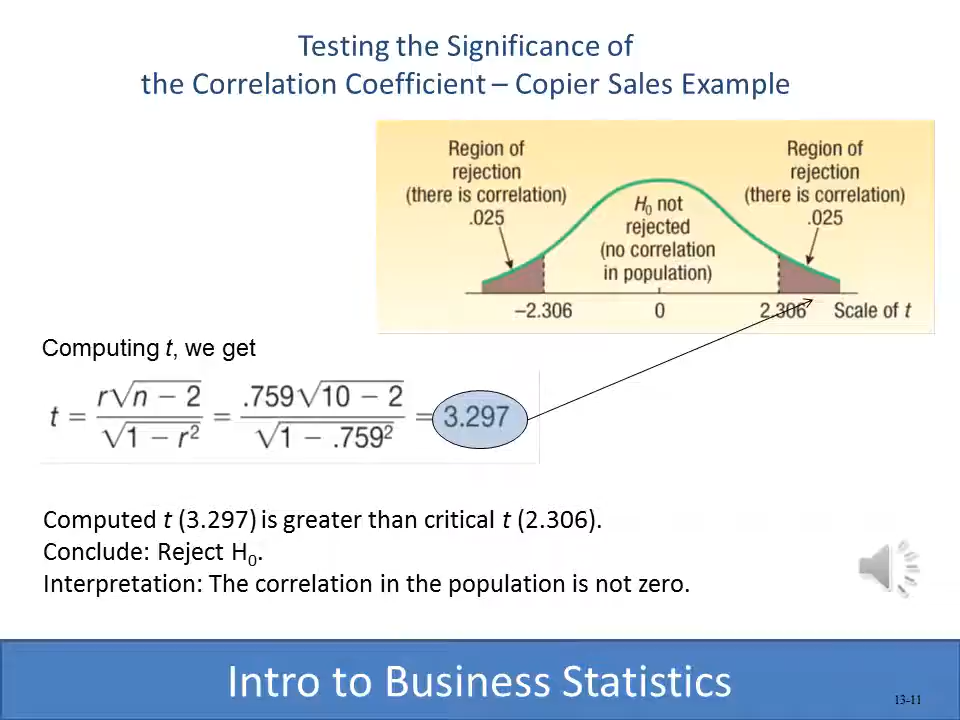 Testing the Significance of
the Correlation Coefficient – Copier Sales Example
Region of
rejection
(there is correlation)
.025
H₀ not
rejected
(no correlation
in population)
Region of
rejection
(there is correlation)
.025
−2.306 0 2.306 Scale of t
Computing t, we get
t = r√n − 2 / √1 − r² = .759√10 − 2 / √1 − .759² = 3.297
Computed t (3.297) is greater than critical t (2.306).
Conclude: Reject H₀.
Interpretation: The correlation in the population is not zero.
Intro to Business Statistics
13-11